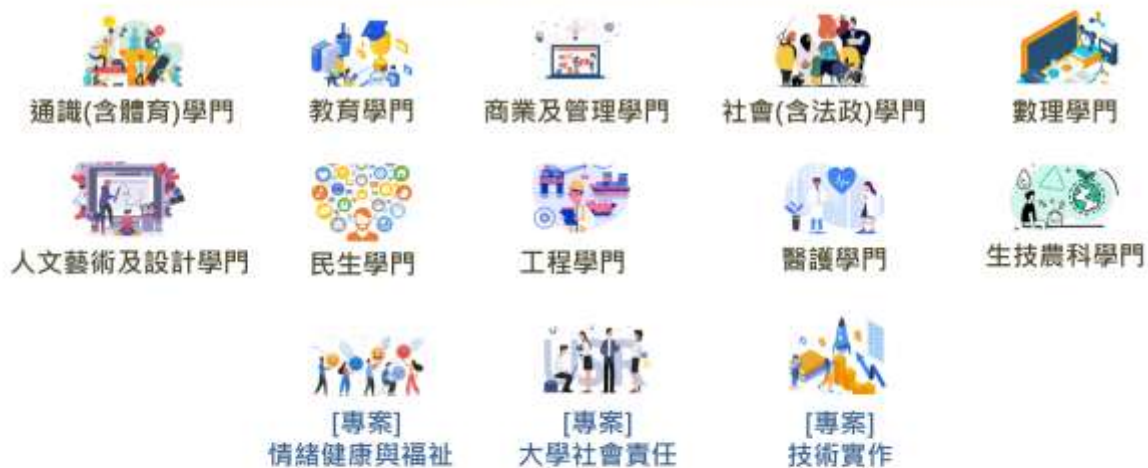 通識(含體育)學門
教育學門
商業及管理學門
社會(含法政)學門
數理學門
人文藝術及設計學門
民生學門
工程學門
醫護學門
生技農科學門
[專案]
情緒健康與福祉
[專案]
大學社會責任
[專案]
技術實作